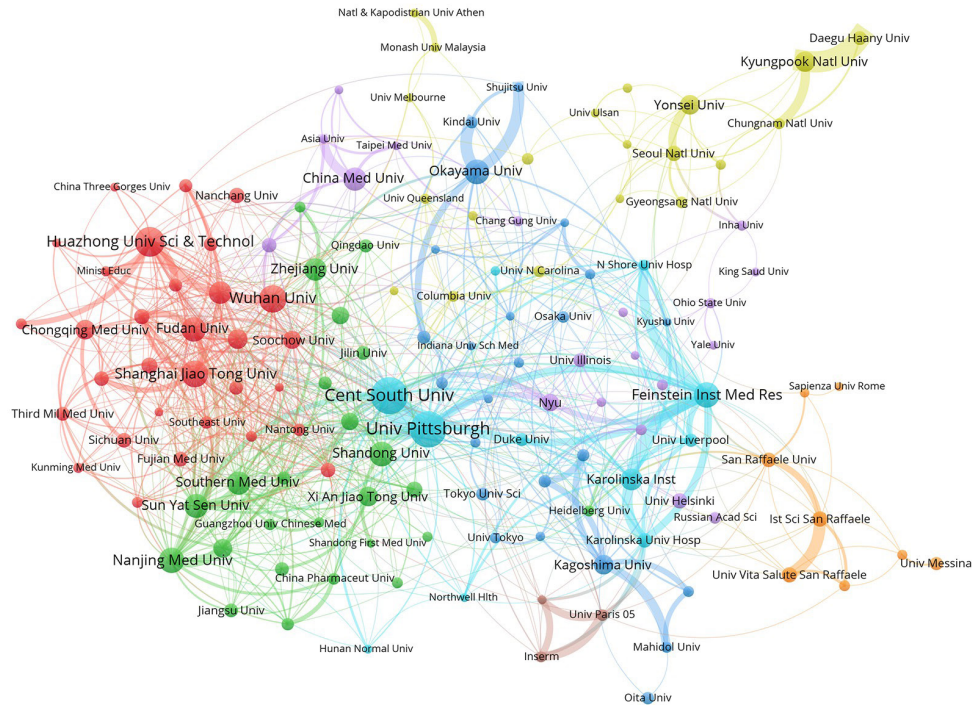 Natl & Kapodistrian Univ Athen
Daegu Haany Univ
Monash Univ Malaysia
Kyungpook Natl Univ
Shujitsu Univ
Univ Melbourne
Yonsei Univ
Univ Ulsan
Kindai Univ
Chungnam Natl Univ
Asia Univ
Taipei Med Univ
Seoul Natl Univ
Okayama Univ
China Med Univ
China Three Gorges Univ
Nanchang Univ
Univ Queensland
Gyeongsang Natl Univ
Chang Gung Univ
Inha Univ
Huazhong Univ Sci & Technol
Qingdao Univ
Zhejiang Univ
N Shore Univ Hosp
Minist Educ
Univ N Carolina
King Saud Univ
Columbia Univ
Wuhan Univ
Ohio State Univ
Osaka Univ
Kyushu Univ
Chongqing Med Univ
Fudan Univ
Soochow Univ
Indiana Univ Sch Med
Yale Univ
Jilin Univ
Univ Illinois
Shanghai Jiao Tong Univ
Sapienza Univ Rome
Cent South Univ
Feinstein Inst Med Res
Nyu
Third Mil Med Univ
Southeast Univ
Nantong Univ
Univ Pittsburgh
Sichuan Univ
Duke Univ
Univ Liverpool
Shandong Univ
Fujian Med Univ
San Raffaele Univ
Kunming Med Univ
Southern Med Univ
Karolinska Inst
Tokyo Univ Sci
Xi An Jiao Tong Univ
Univ Helsinki
Sun Yat Sen Univ
Heidelberg Univ
Russian Acad Sci
Ist Sci San Raffaele
Guangzhou Univ Chinese Med
Univ Tokyo
Karolinska Univ Hosp
Shandong First Med Univ
Nanjing Med Univ
Kagoshima Univ
Univ Messina
Univ Vita Salute San Raffaele
China Pharmaceut Univ
Northwell Hlth
Jiangsu Univ
Univ Paris 05
Hunan Normal Univ
Mahidol Univ
Inserm
Oita Univ